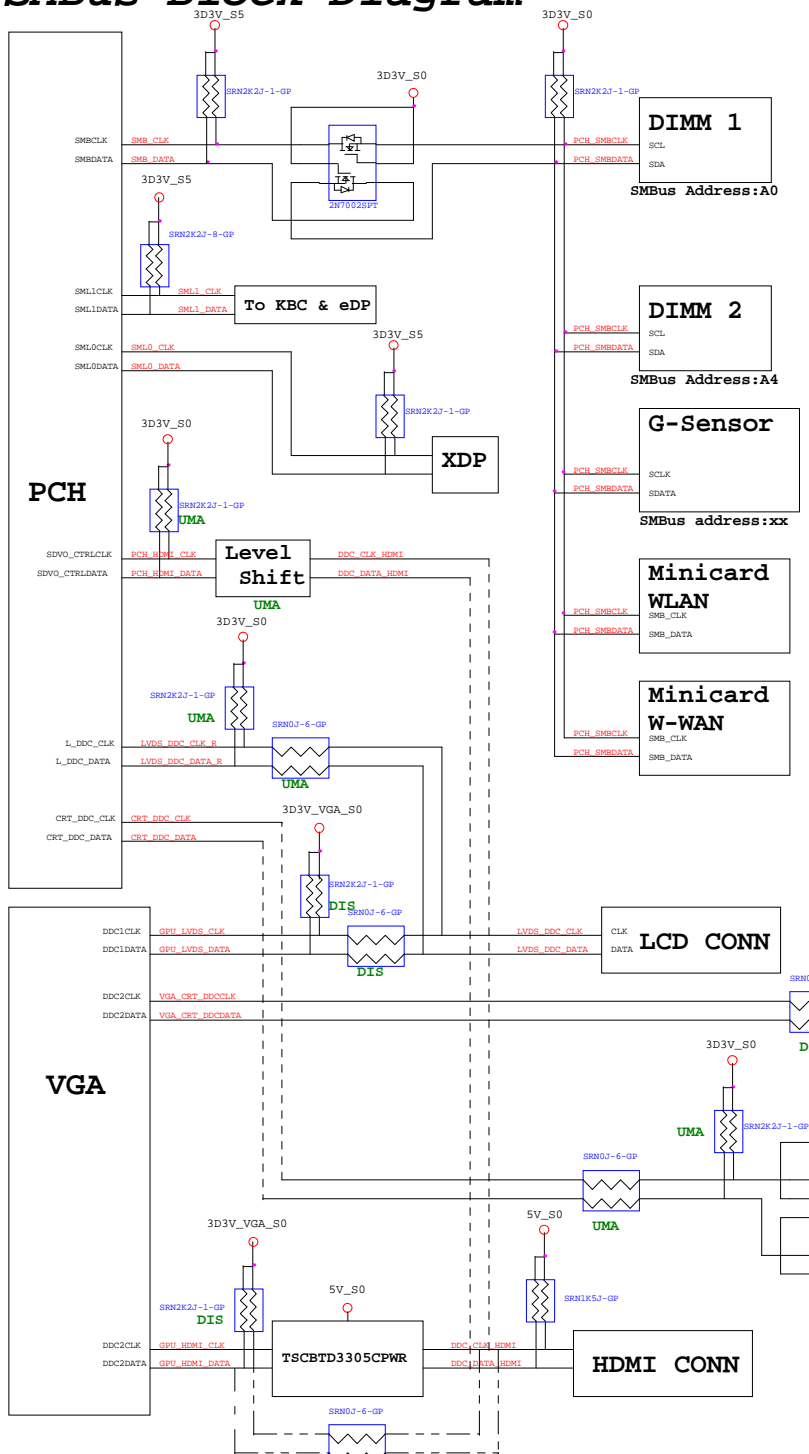 SMBus Block Diagram
3D3V_S5
3D3V_S0
SRN2K2J-1-GP
3D3V_S0
SRN2K2J-1-GP
DIMM 1
SMBCLK
SMB_CLK
PCH_SMBCLK
SCL
SMBDATA
SMB_DATA
PCH_SMBDATA
SDA
3D3V_S5
2N7002SPT
SMBus Address:A0
SRN2K2J-8-GP
SML1CLK
SML1_CLK
SML1DATA
SML1_DATA
To KBC & eDP
DIMM 2
3D3V_S5
PCH_SMBCLK
SCL
SML0CLK
SML0_CLK
PCH_SMBDATA
SDA
SML0DATA
SML0_DATA
SMBus Address:A4
SRN2K2J-1-GP
3D3V_S0
G-Sensor
XDP
PCH_SMBCLK
SCLK
PCH_SMBDATA
SDATA
PCH
SRN2K2J-1-GP
UMA
SMBus address:xx
SDVO_CTRLCLK
PCH_HDMI_CLK
Level
Shift
DDC_CLK_HDMI
SDVO_CTRLDATA
PCH_HDMI_DATA
DDC_DATA_HDMI
UMA
Minicard
WLAN
PCH_SMBCLK
SMB_CLK
PCH_SMBDATA
SMB_DATA
3D3V_S0
SRN2K2J-1-GP
UMA
SRN0J-6-GP
Minicard
W-WAN
PCH_SMBCLK
SMB_CLK
PCH_SMBDATA
SMB_DATA
L_DDC_CLK
LVDS_DDC_CLK_R
L_DDC_DATA
LVDS_DDC_DATA_R
UMA
3D3V_VGA_S0
CRT_DDC_CLK
CRT_DDC_CLK
CRT_DDC_DATA
CRT_DDC_DATA
SRN2K2J-1-GP
DIS
SRN0J-6-GP
DDC1CLK
GPU_LVDS_CLK
LVDS_DDC_CLK
CLK
DDC1DATA
GPU_LVDS_DATA
LVDS_DDC_DATA
DATA
LCD CONN
DIS
SRN0
DDC2CLK
VGA_CRT_DDCCLK
DDC2DATA
VGA_CRT_DDCDATA
D
3D3V_S0
VGA
UMA
SRN2K2J-1-GP
SRN0J-6-GP
UMA
3D3V_VGA_S0
5V_S0
5V_S0
SRN2K2J-1-GP
DIS
SRN1K5J-GP
DDC2CLK
GPU_HDMI_CLK
DDC_CLK_HDMI
DDC2DATA
GPU_HDMI_DATA
TSCBTD3305CPWR
DDC_DATA_HDMI
HDMI CONN
SRN0J-6-GP